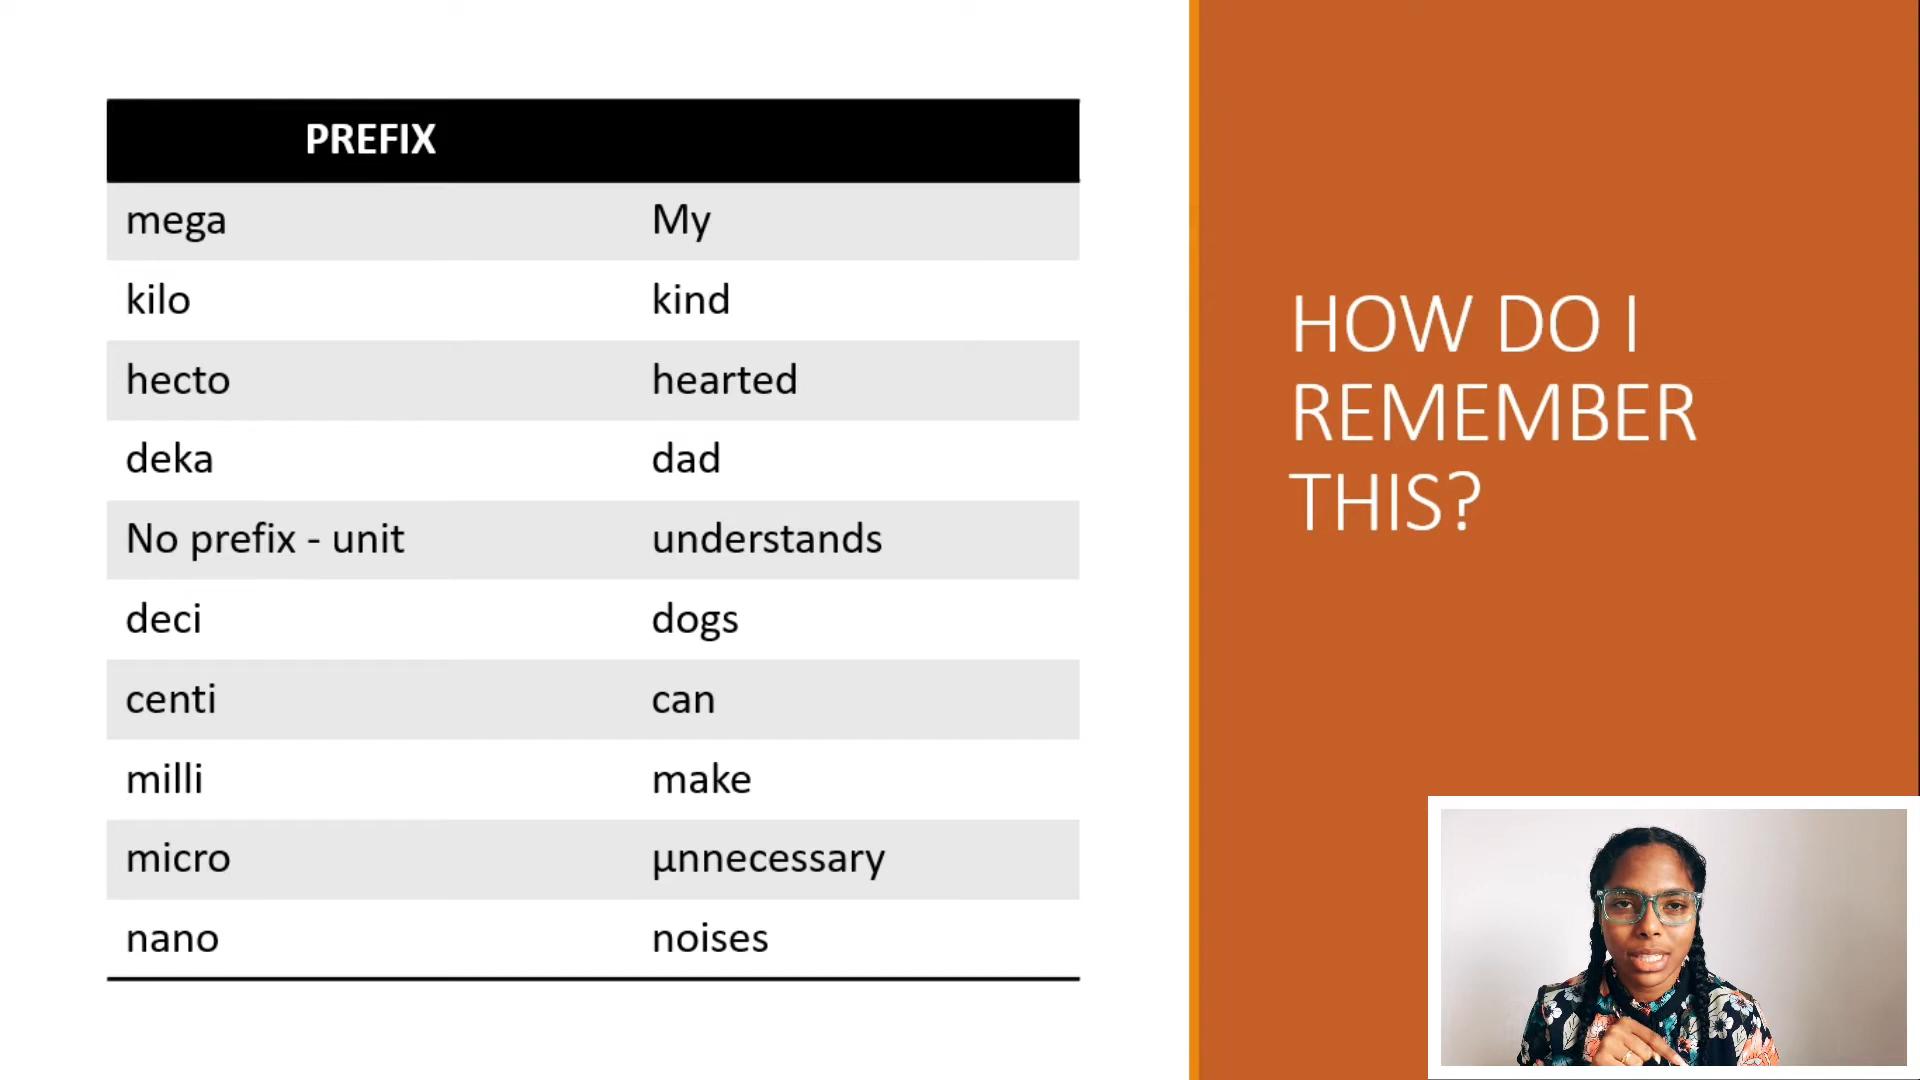 PREFIX
mega My
kilo kind
hecto hearted
deka dad
No prefix - unit understands
deci dogs
centi can
milli make
micro µnnecessary
nano noises
HOW DO I
REMEMBER
THIS?